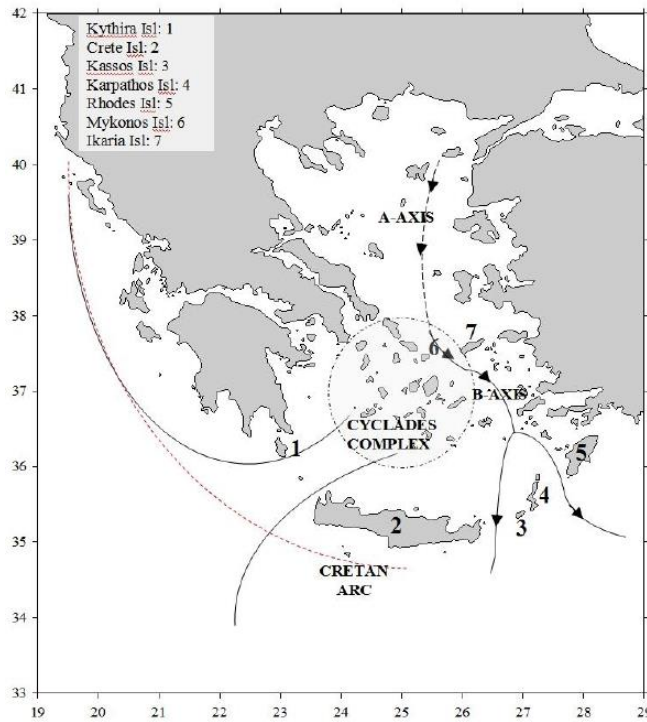 42
41
40
39
38
37
36
35
34
33
Kythira Isl: 1
Crete Isl: 2
Kassos Isl: 3
Karpathos Isl: 4
Rhodes Isl: 5
Mykonos Isl: 6
Ikaria Isl: 7
A-AXIS
7
6
B-AXIS
CYCLADES
COMPLEX
1
5
4
2
3
CRETAN
ARC
19 20 21 22 23 24 25 26 27 28 29